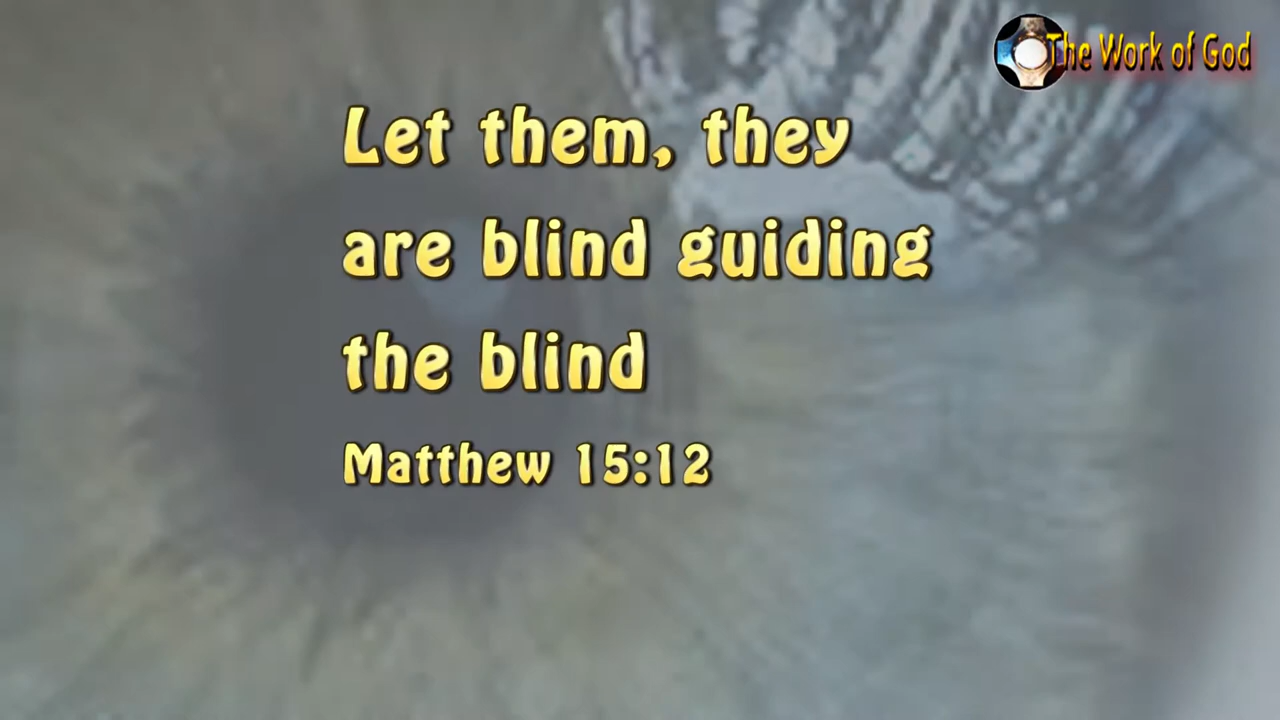 The Work of God
Let them, they
are blind guiding
the blind
Matthew 15:12